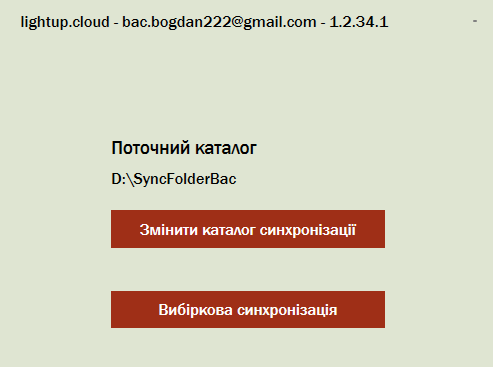 lightup.cloud - bac.bogdan222@gmail.com - 1.2.34.1 -
Поточний каталог
D:\SyncFolderBac
Змінити каталог синхронізації
Вибіркова синхронізація